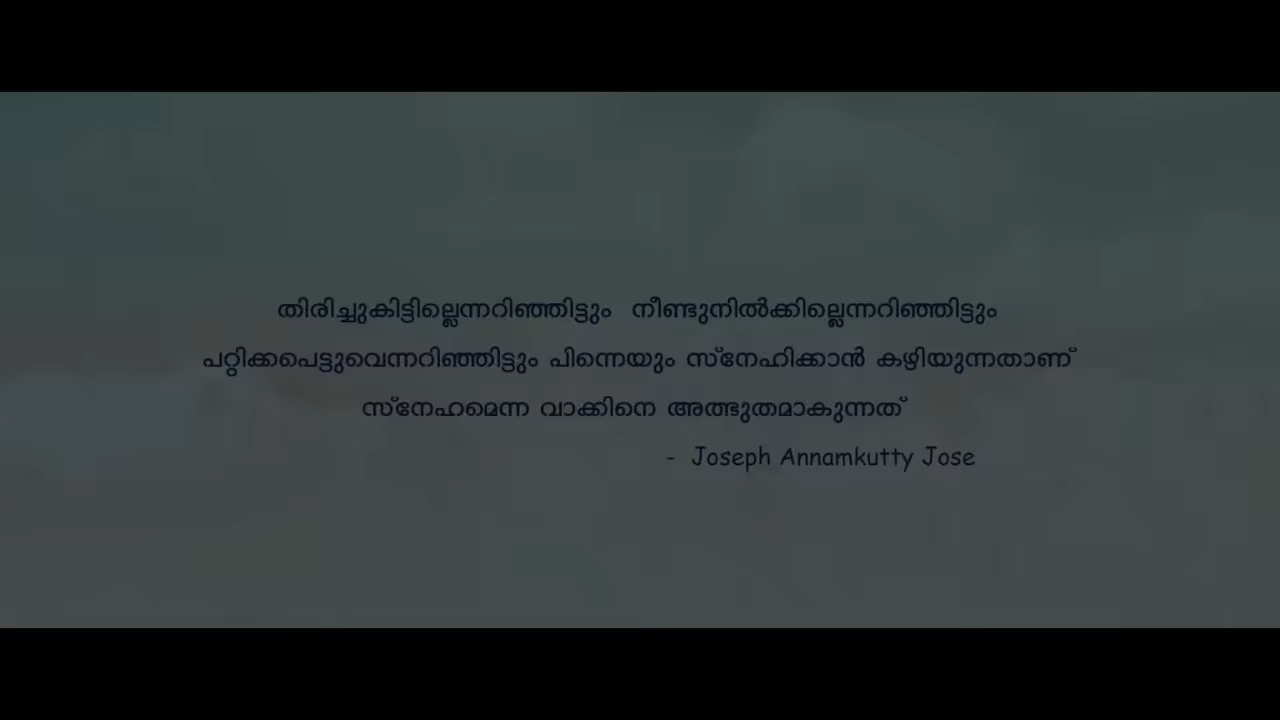 തിരിച്ചുകിട്ടില്ലെന്നറിഞ്ഞിട്ടും നീണ്ടുനിൽക്കില്ലെന്നറിഞ്ഞിട്ടും
പറ്റിക്കപെട്ടുവെന്നറിഞ്ഞിട്ടും പിന്നെയും സ്നേഹിക്കാൻ കഴിയുന്നതാണ്
സ്നേഹമെന്ന വാക്കിനെ അത്ഭുതമാകുന്നത്
- Joseph Annamkutty Jose